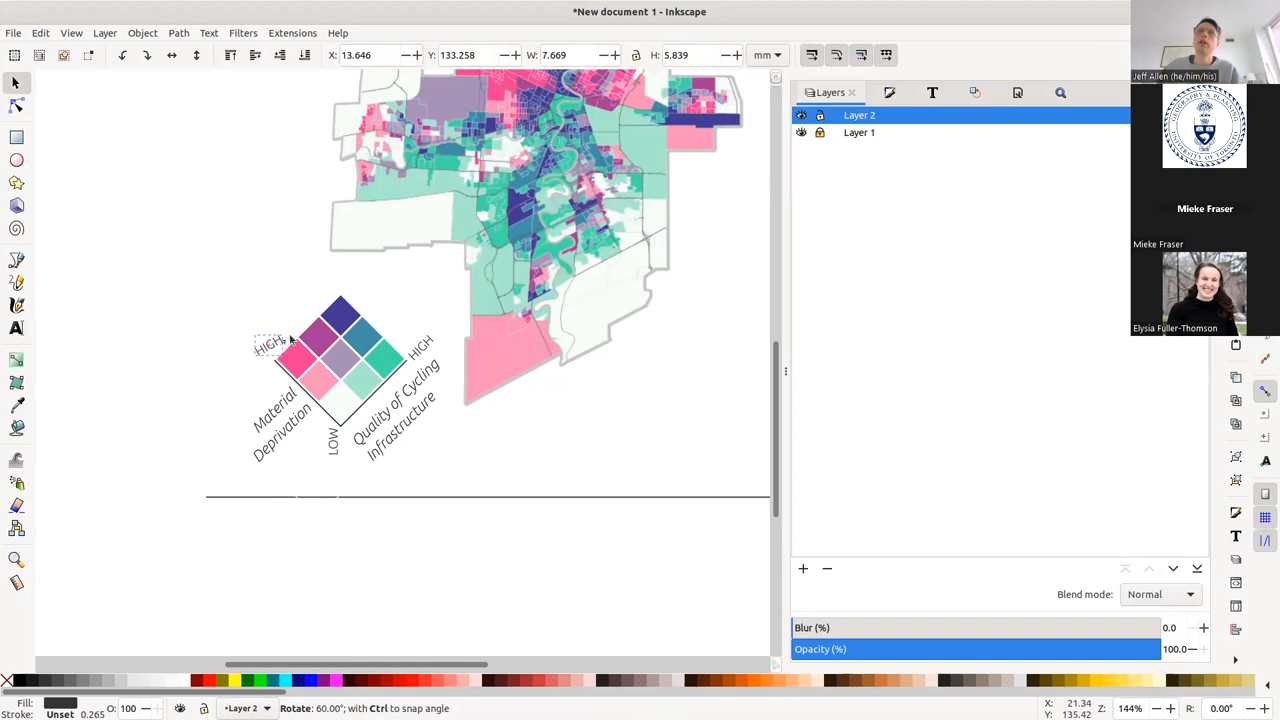 *New document 1 - Inkscape
File Edit View Layer Object Path Text Filters Extensions Help
X: 13.646 Y: 133.258 W: 7.669 H: 5.839 mm
Jeff Allen (he/him/his)
Layers
Layer 2
Layer 1
Mieke Fraser
Mieke Fraser
Elysia Fuller-Thomson
HIGH
HIGH
Material
Deprivation
LOW
Quality of Cycling
Infrastructure
Blend mode: Normal
Blur (%) 0.0
Opacity (%) 100.0
Fill:
Stroke: Unset 0.265
O: 100
Layer 2
Rotate: 60.00°; with Ctrl to snap angle
X: 21.34
Y: 135.42
Z: 144%
R: 0.00°